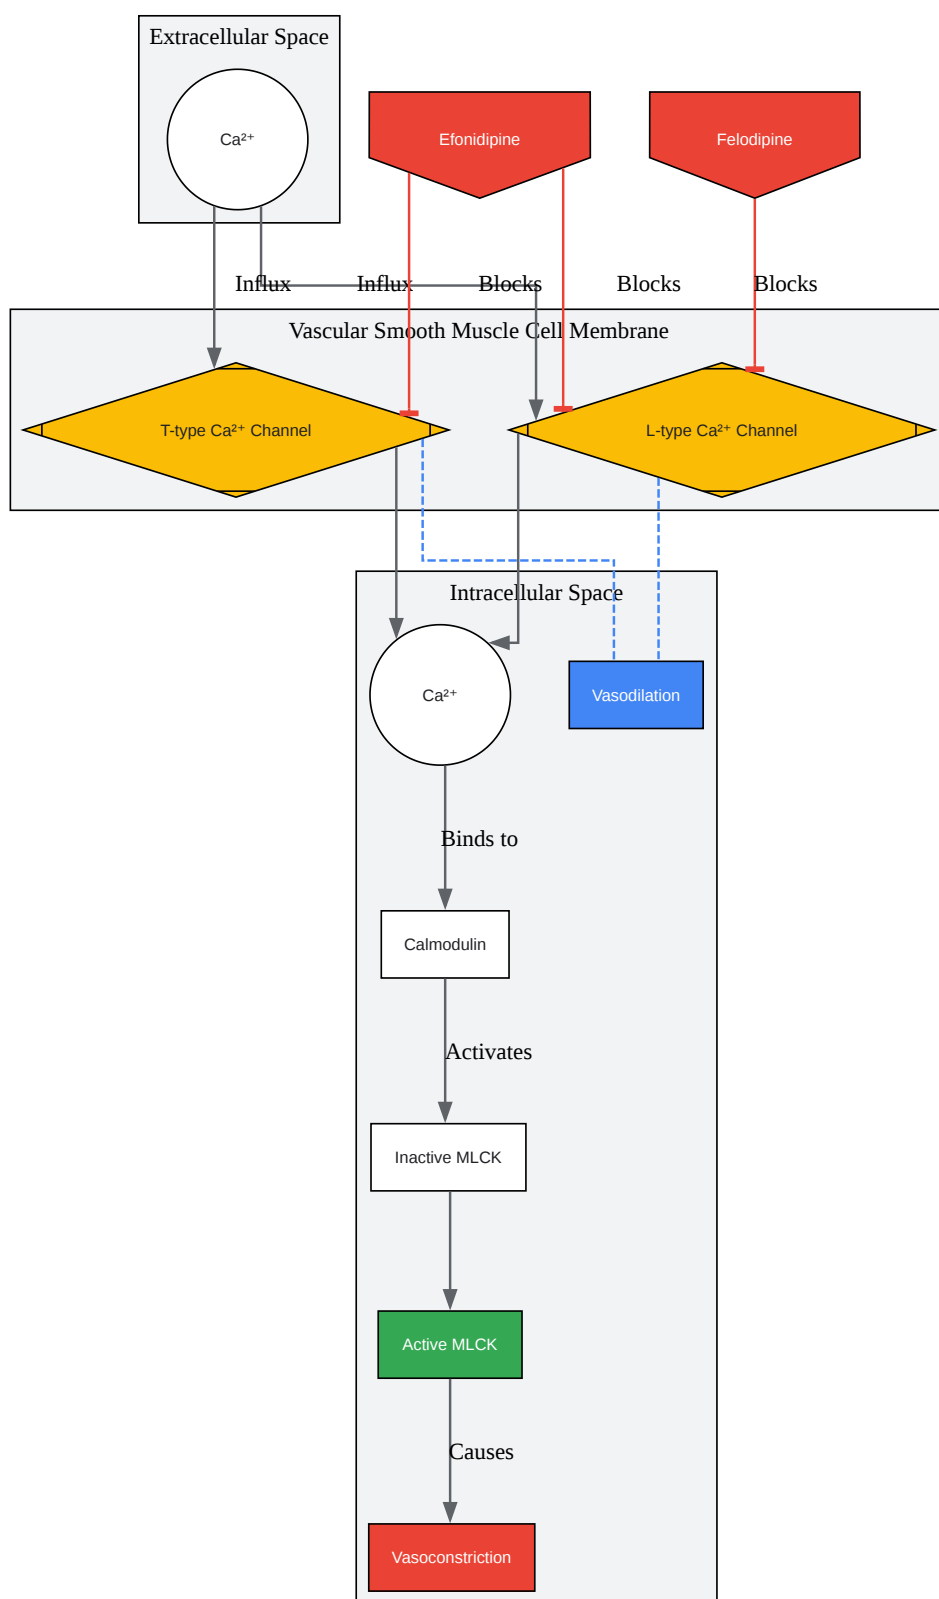 Extracellular Space
Ca²⁺
Efonidipine
Felodipine
Influx
Influx
Blocks
Blocks
Blocks
Vascular Smooth Muscle Cell Membrane
T-type Ca²⁺ Channel
L-type Ca²⁺ Channel
Intracellular Space
Ca²⁺
Vasodilation
Binds to
Calmodulin
Activates
Inactive MLCK
Active MLCK
Causes
Vasoconstriction